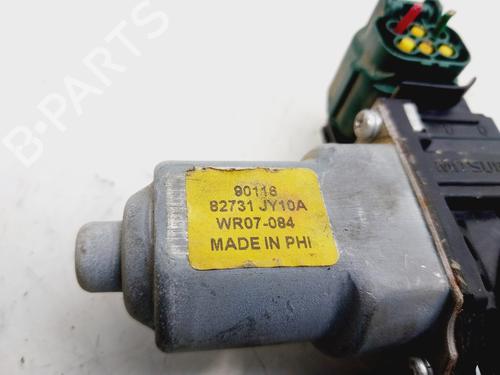 90116
82731 JY10A
WR07-084
MADE IN PHI
B-PARTS